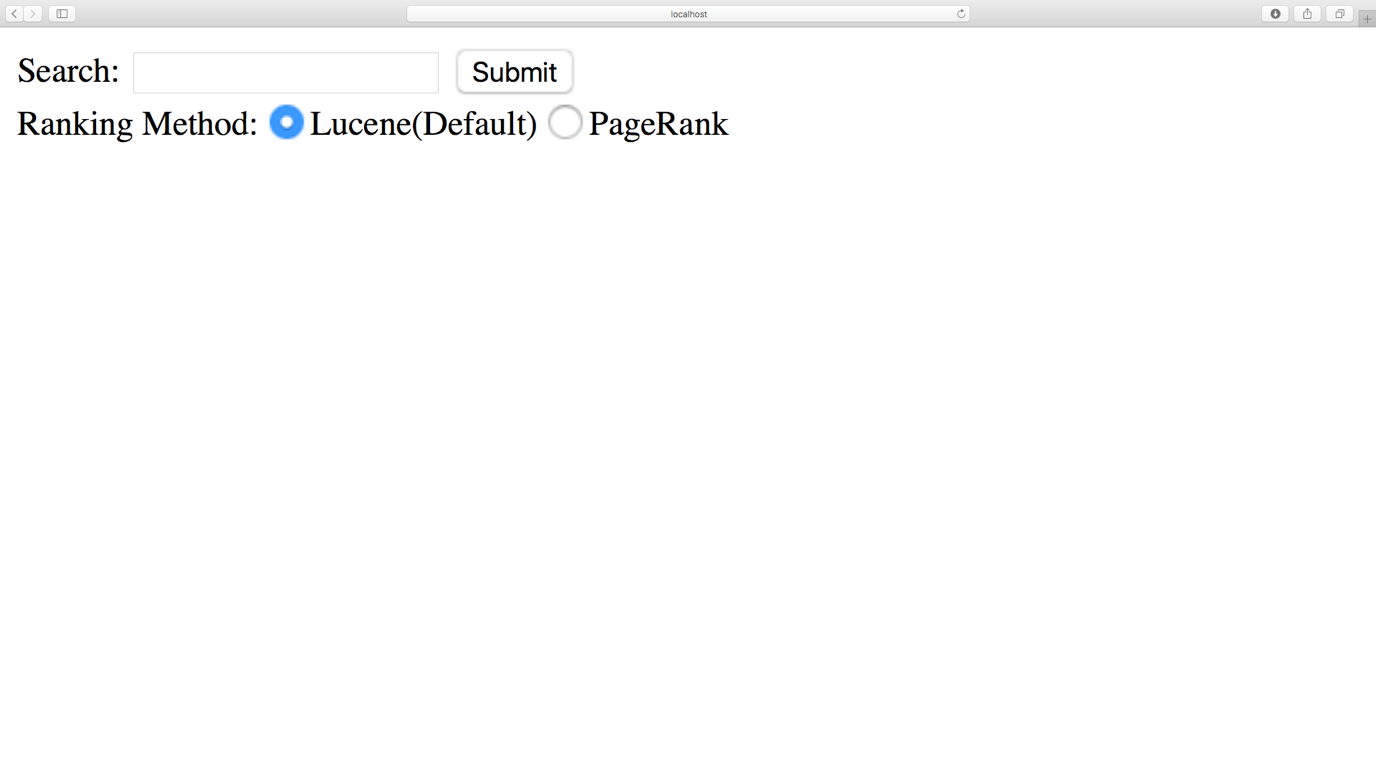 localhost
Search: Submit
Ranking Method: Lucene(Default) PageRank